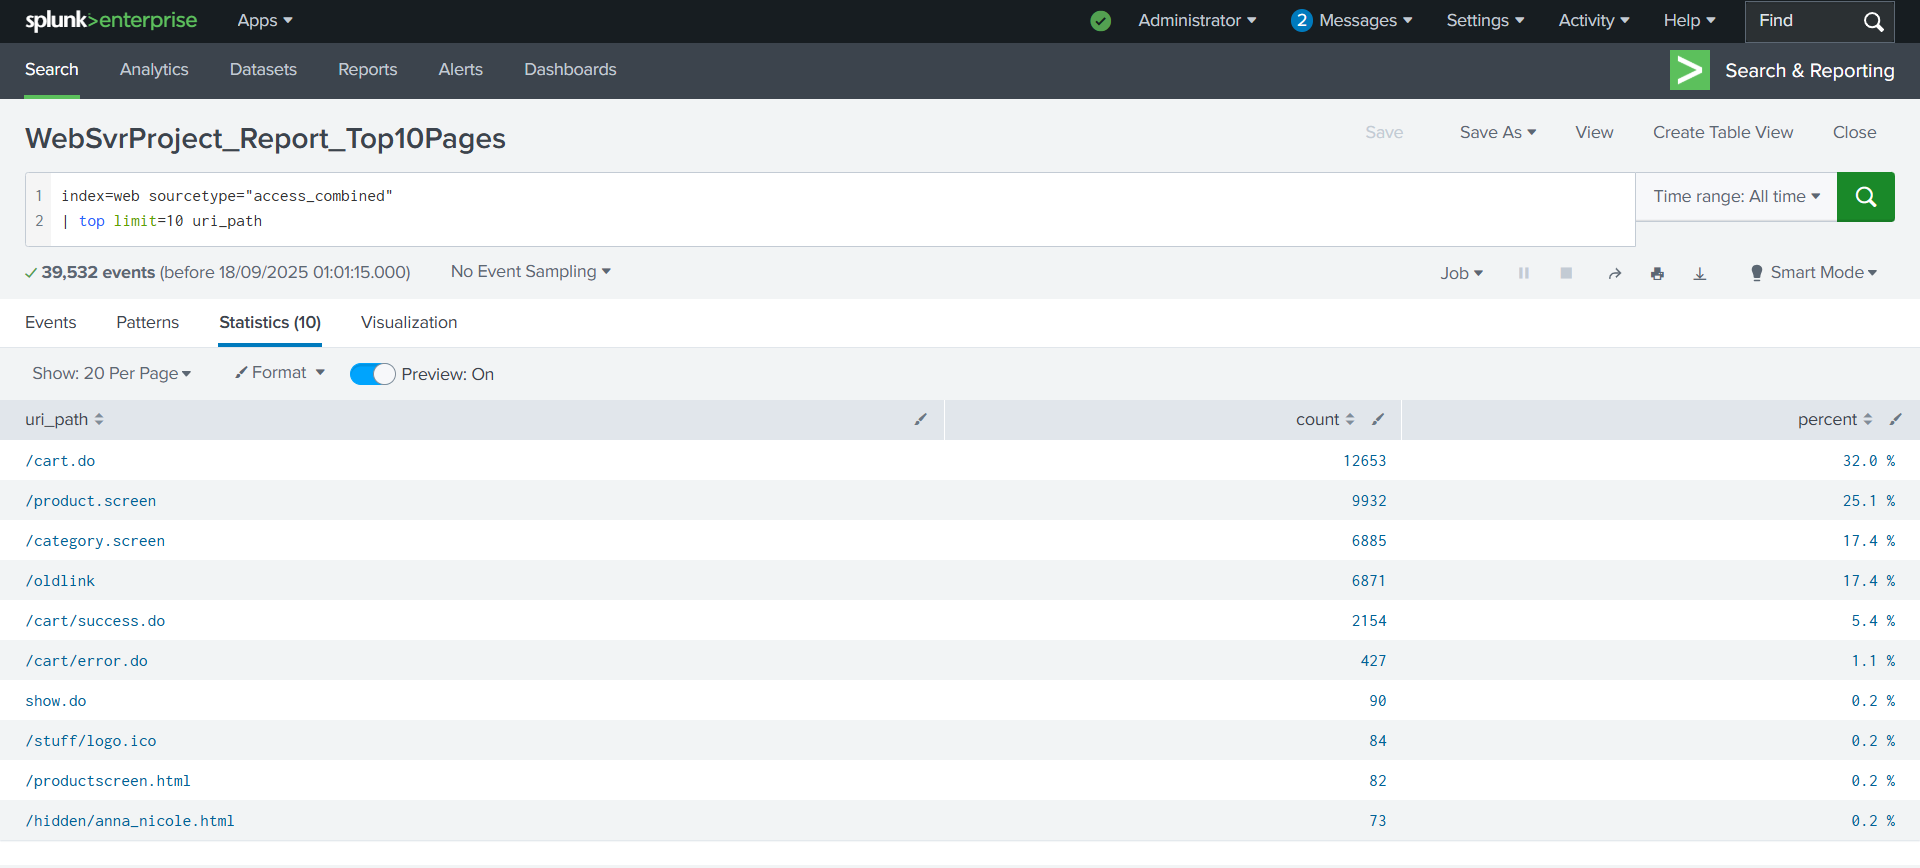 splunk>enterprise Apps Administrator 2 Messages Settings Activity Help Find
Search Analytics Datasets Reports Alerts Dashboards > Search & Reporting
WebSvrProject_Report_Top10Pages Save Save As View Create Table View Close
1 index=web sourcetype="access_combined" Time range: All time
2 | top limit=10 uri_path
39,532 events (before 18/09/2025 01:01:15.000) No Event Sampling Job Smart Mode
Events Patterns Statistics (10) Visualization
Show: 20 Per Page Format Preview: On
uri_path count percent
/cart.do 12653 32.0 %
/product.screen 9932 25.1 %
/category.screen 6885 17.4 %
/oldlink 6871 17.4 %
/cart/success.do 2154 5.4 %
/cart/error.do 427 1.1 %
show.do 90 0.2 %
/stuff/logo.ico 84 0.2 %
/productscreen.html 82 0.2 %
/hidden/anna_nicole.html 73 0.2 %